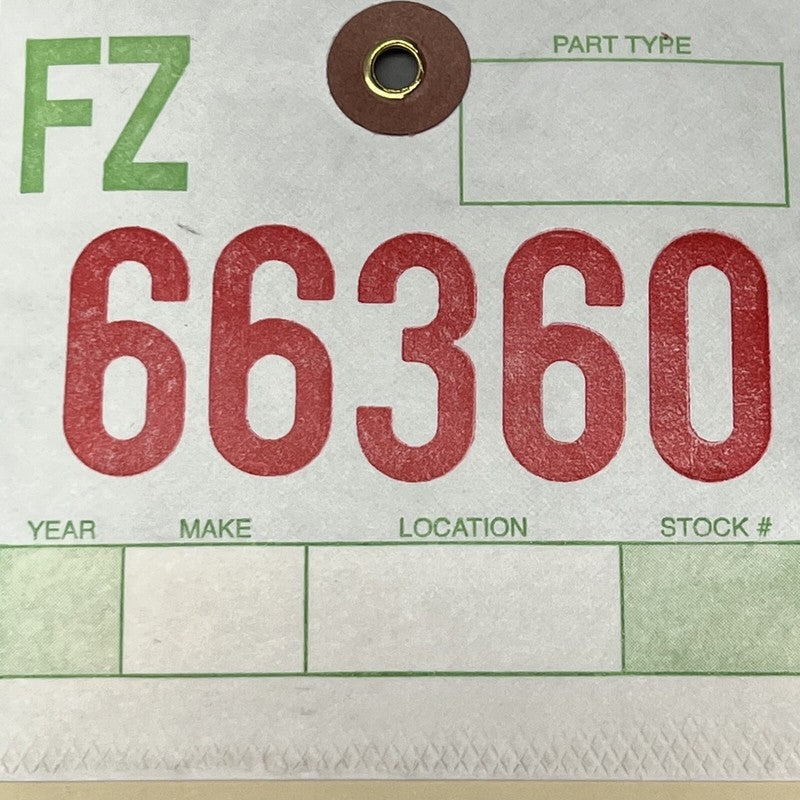 FZ
PART TYPE
66360
YEAR MAKE LOCATION STOCK #